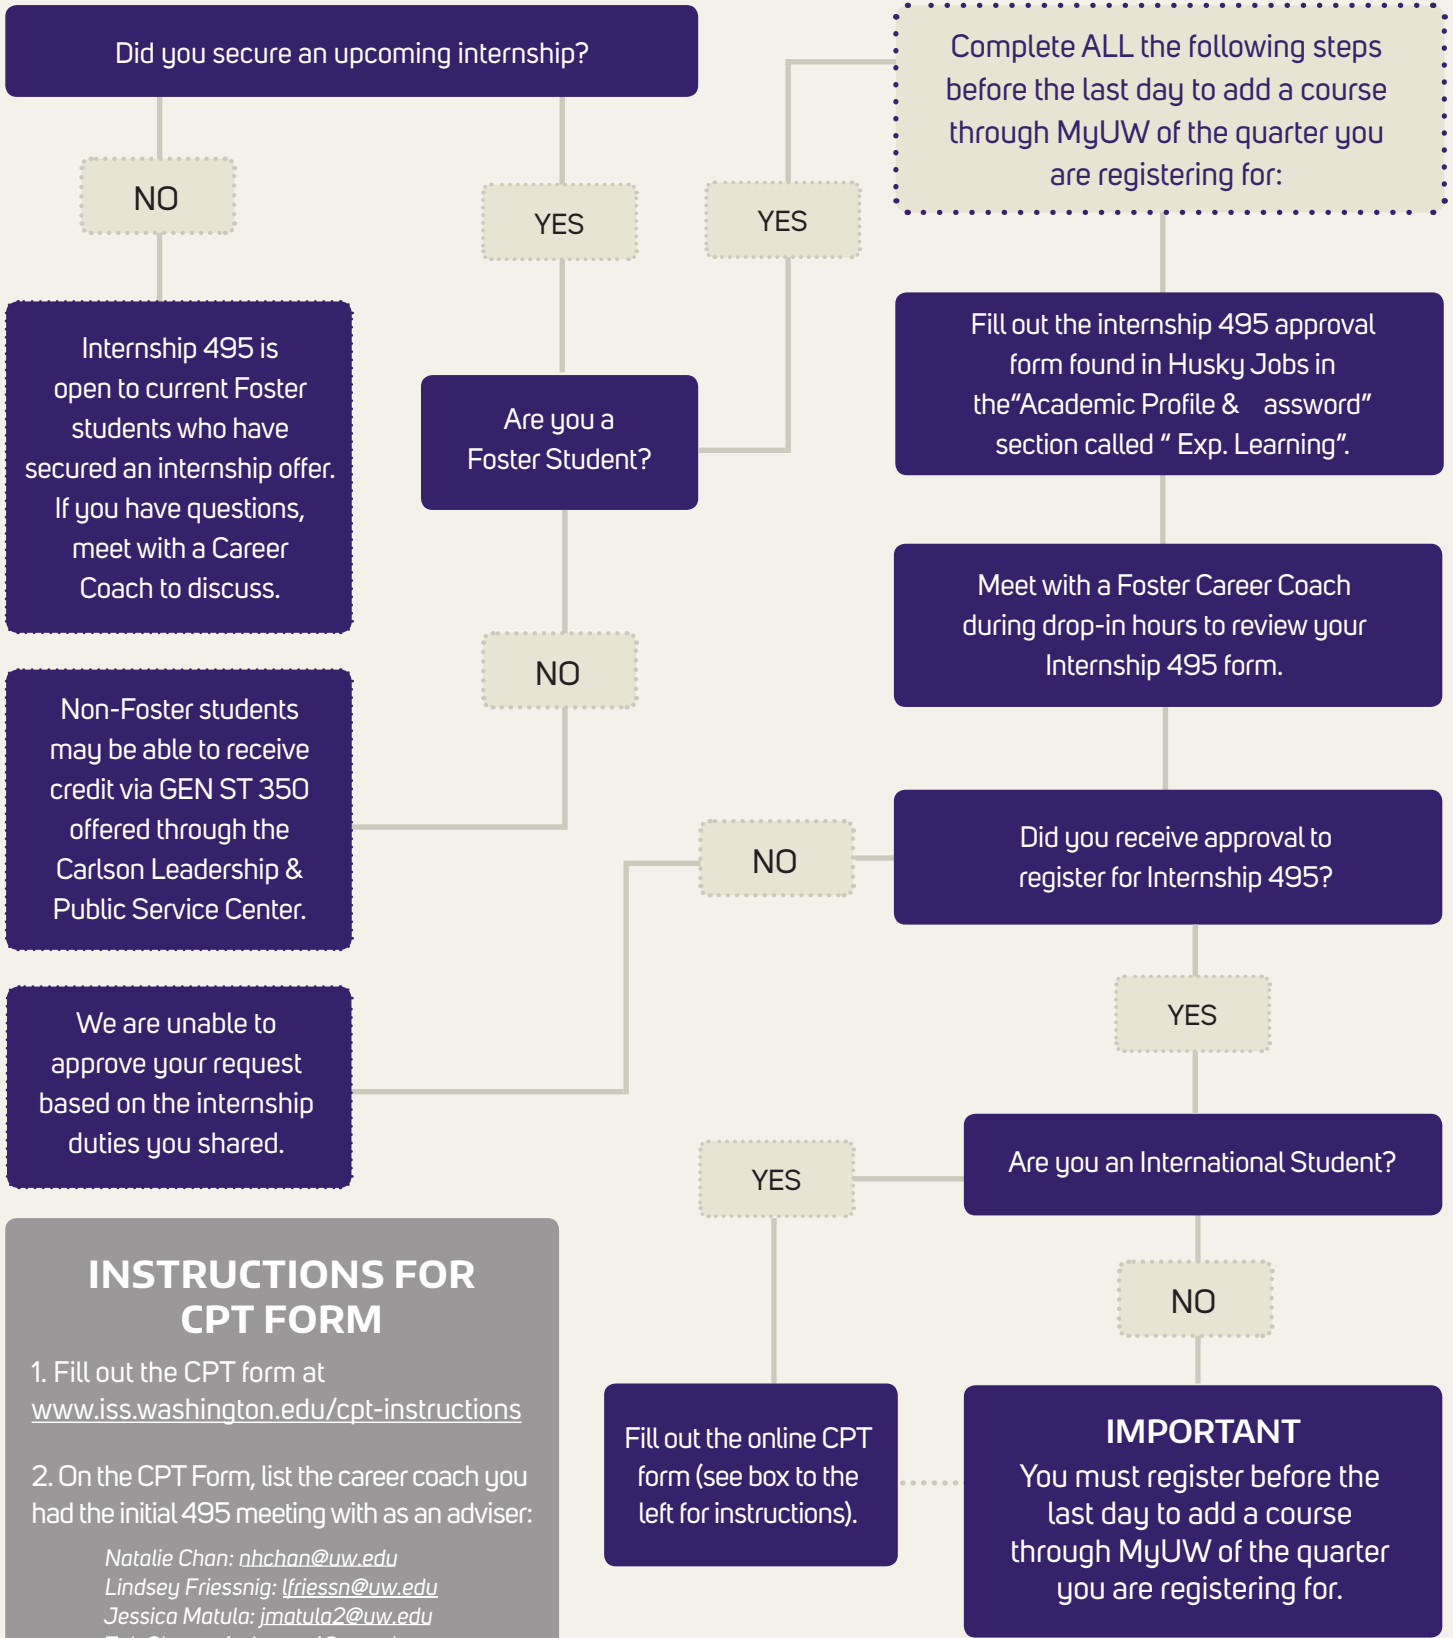 Did you secure an upcoming internship?
NO
YES
Internship 495 is
open to current Foster
students who have
secured an internship offer.
If you have questions,
meet with a Career
Coach to discuss.
Are you a
Foster Student?
YES
NO
Non-Foster students
may be able to receive
credit via GEN ST 350
offered through the
Carlson Leadership &
Public Service Center.
Complete ALL the following steps
before the last day to add a course
through MyUW of the quarter you
are registering for:
Fill out the internship 495 approval
form found in Husky Jobs in
the“Academic Profile & assword”
section called “ Exp. Learning”.
Meet with a Foster Career Coach
during drop-in hours to review your
Internship 495 form.
Did you receive approval to
register for Internship 495?
NO
We are unable to
approve your request
based on the internship
duties you shared.
YES
Are you an International Student?
YES
NO
Fill out the online CPT
form (see box to the
left for instructions).
IMPORTANT
You must register before the
last day to add a course
through MyUW of the quarter
you are registering for.
INSTRUCTIONS FOR
CPT FORM
1. Fill out the CPT form at
www.iss.washington.edu/cpt-instructions
2. On the CPT Form, list the career coach you
had the initial 495 meeting with as an adviser:
Natalie Chan: nhchan@uw.edu
Lindsey Friessnig: lfriessn@uw.edu
Jessica Matula: jmatula2@uw.edu